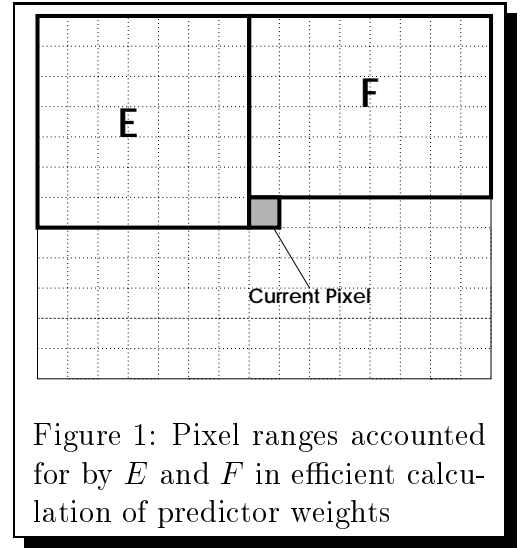 E
F
Current Pixel
Figure 1: Pixel ranges accounted
for by E and F in efficient calcu-
lation of predictor weights